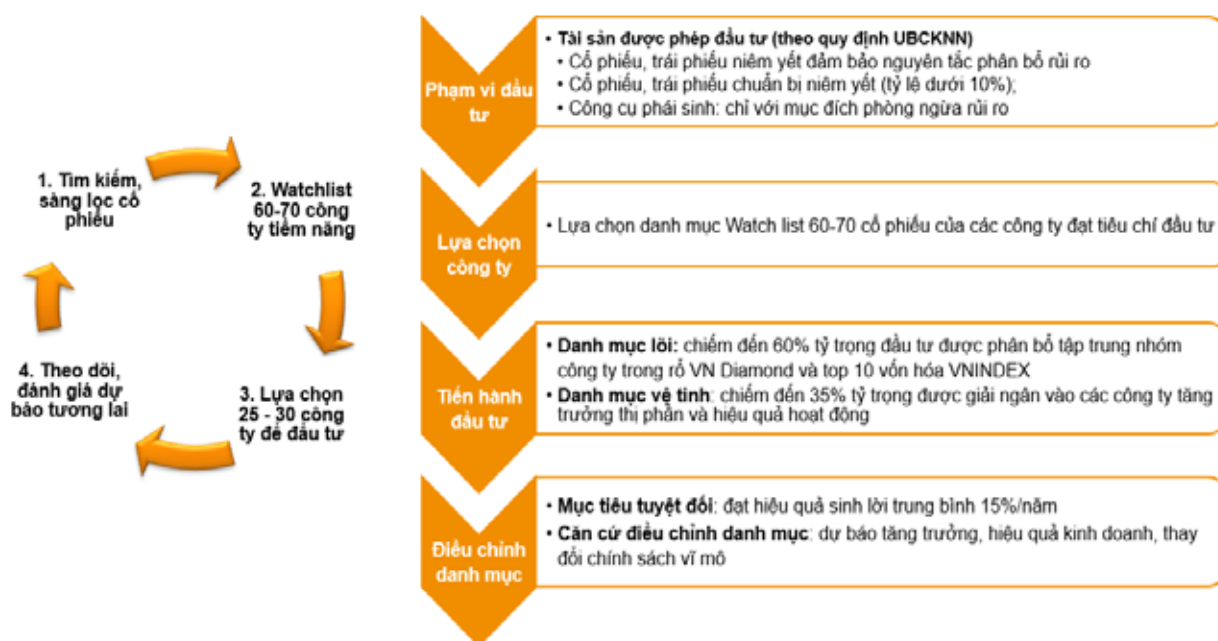 1. Tìm kiếm,
sàng lọc cổ
phiếu
2. Watchlist
60-70 công
ty tiềm năng
3. Lựa chọn
25 - 30 công
ty để đầu tư
4. Theo dõi,
đánh giá dự
báo tương lai
Phạm vi đầu
tư
• Tài sản được phép đầu tư (theo quy định UBCKNN)
• Cổ phiếu, trái phiếu niêm yết đảm bảo nguyên tắc phân bổ rủi ro
• Cổ phiếu, trái phiếu chuẩn bị niêm yết (tỷ lệ dưới 10%);
• Công cụ phái sinh: chỉ với mục đích phòng ngừa rủi ro
Lựa chọn
công ty
• Lựa chọn danh mục Watch list 60-70 cổ phiếu của các công ty đạt tiêu chí đầu tư
Tiến hành
đầu tư
• Danh mục lõi: chiếm đến 60% tỷ trọng đầu tư được phân bổ tập trung nhóm
công ty trong rổ VN Diamond và top 10 vốn hóa VNINDEX
• Danh mục vệ tinh: chiếm đến 35% tỷ trọng được giải ngân vào các công ty tăng
trưởng thị phần và hiệu quả hoạt động
Điều chỉnh
danh mục
• Mục tiêu tuyệt đối: đạt hiệu quả sinh lời trung bình 15%/năm
• Căn cứ điều chỉnh danh mục: dự báo tăng trưởng, hiệu quả kinh doanh, thay
đổi chính sách vĩ mô